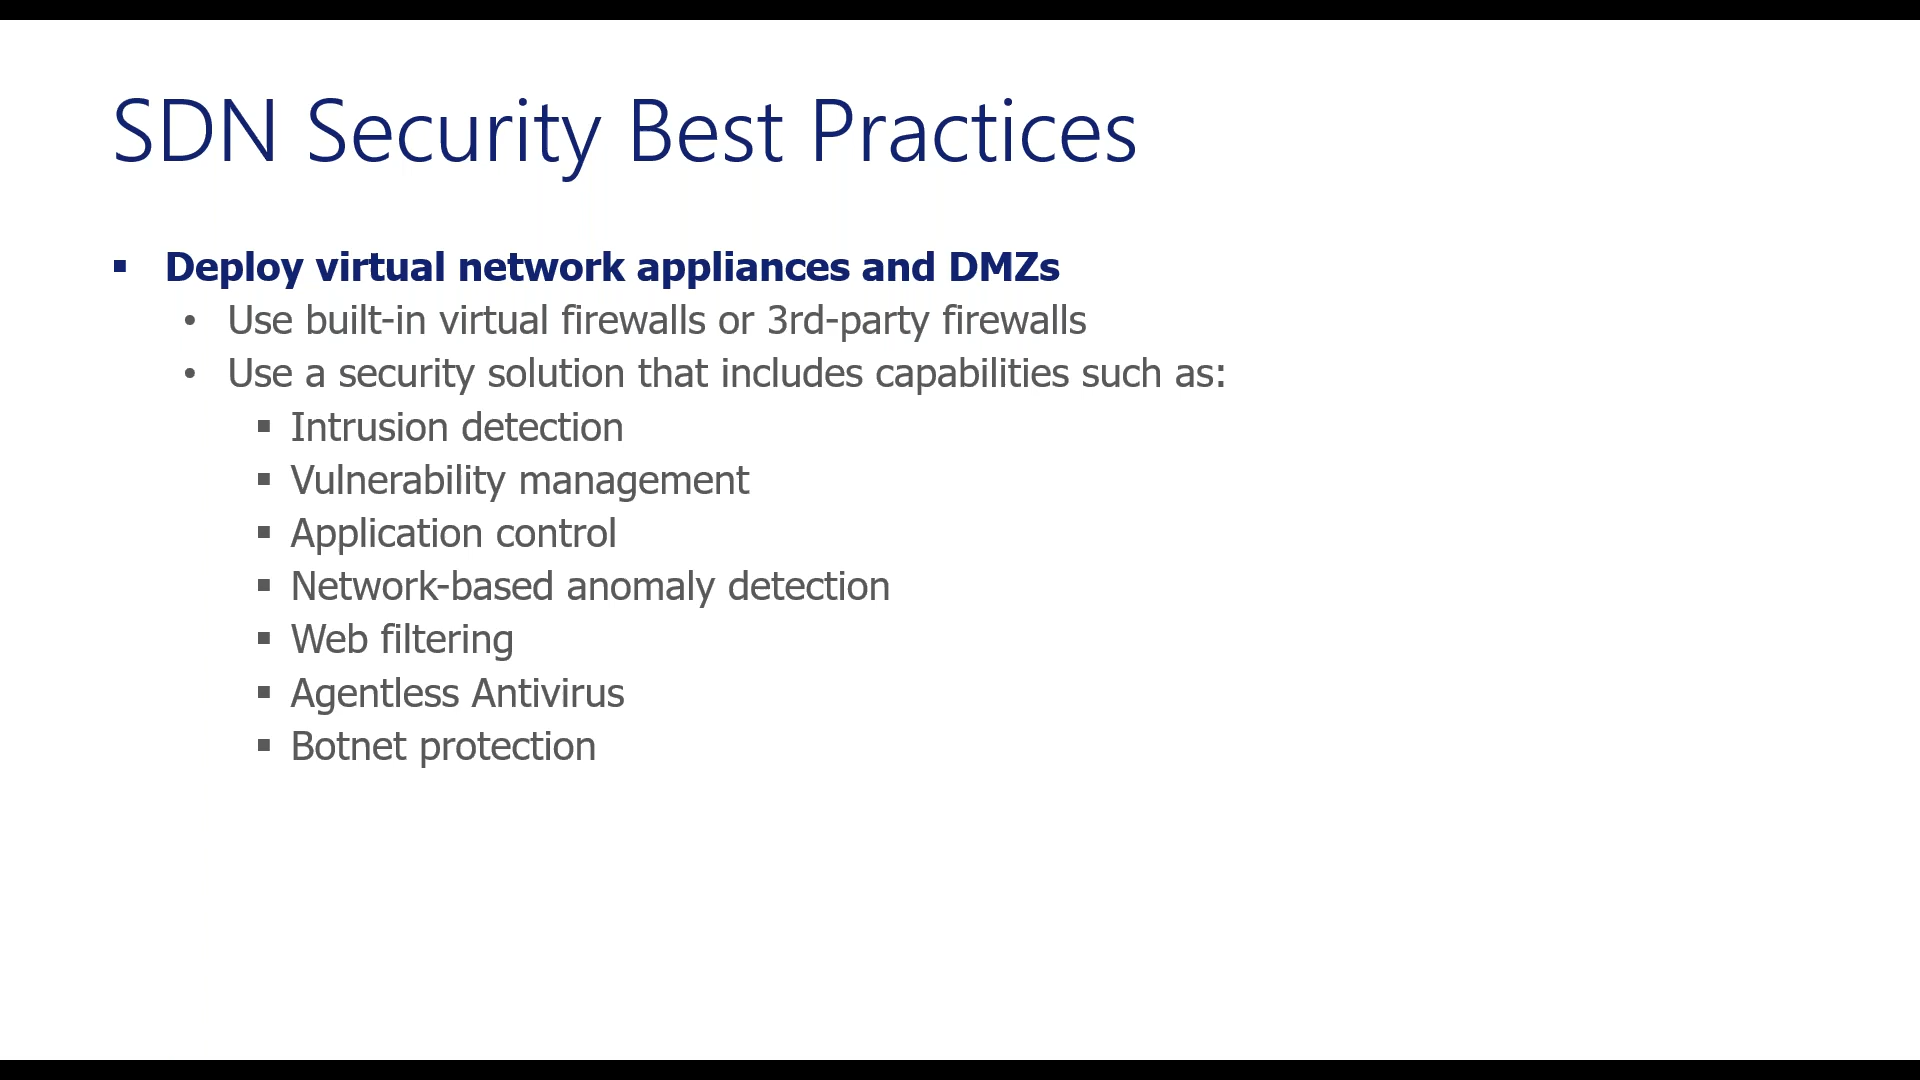 SDN Security Best Practices
▪ Deploy virtual network appliances and DMZs
• Use built-in virtual firewalls or 3rd-party firewalls
• Use a security solution that includes capabilities such as:
▪ Intrusion detection
▪ Vulnerability management
▪ Application control
▪ Network-based anomaly detection
▪ Web filtering
▪ Agentless Antivirus
▪ Botnet protection